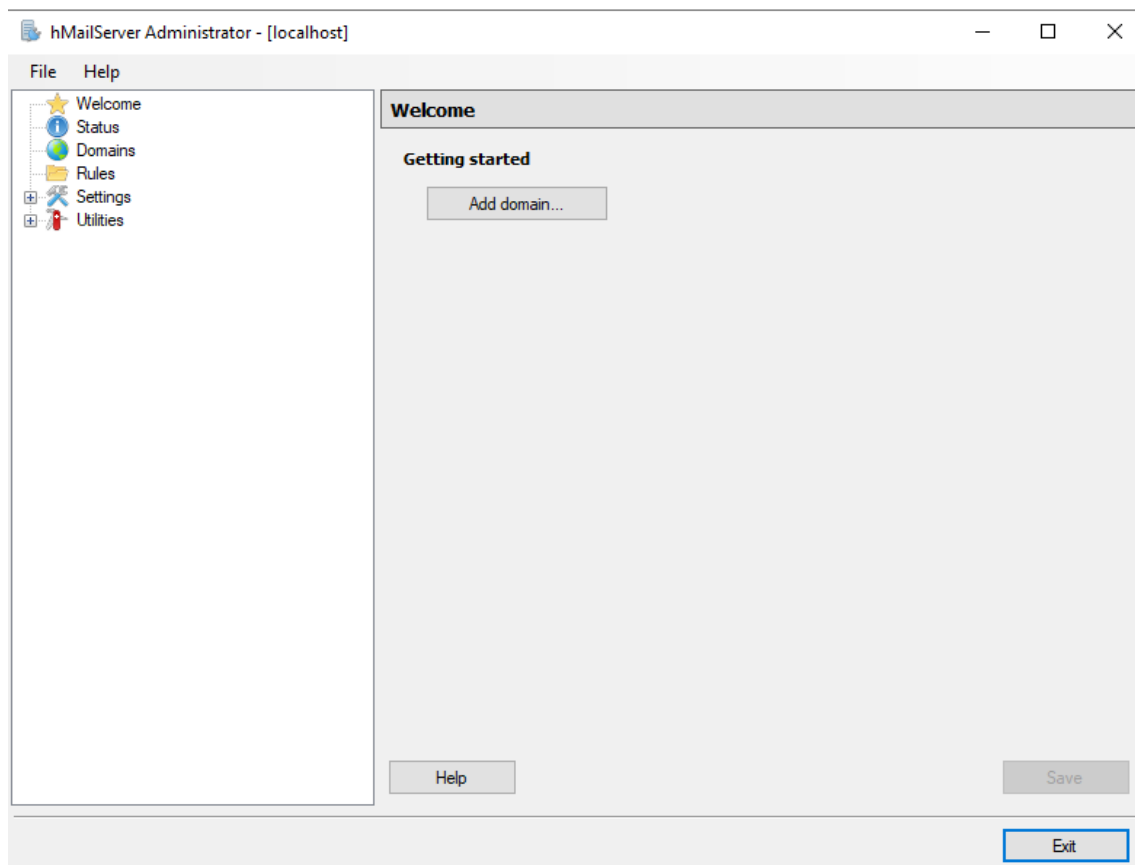 hMailServer Administrator - [localhost]
File Help
Welcome
Status
Domains
Rules
Settings
Utilities
Welcome
Getting started
Add domain...
Help
Save
Exit